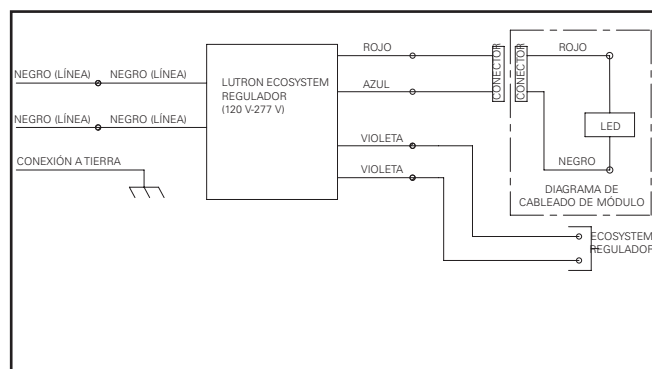 NEGRO (LÍNEA) NEGRO (LÍNEA)
NEGRO (LÍNEA) NEGRO (LÍNEA)
CONEXIÓN A TIERRA
LUTRON ECOSYSTEM
REGULADOR
(120 V-277 V)
ROJO
AZUL
VIOLETA
VIOLETA
CONECTOR
CONECTOR
ROJO
LED
NEGRO
DIAGRAMA DE
CABLEADO DE MÓDULO
ECOSYSTEM
REGULADOR